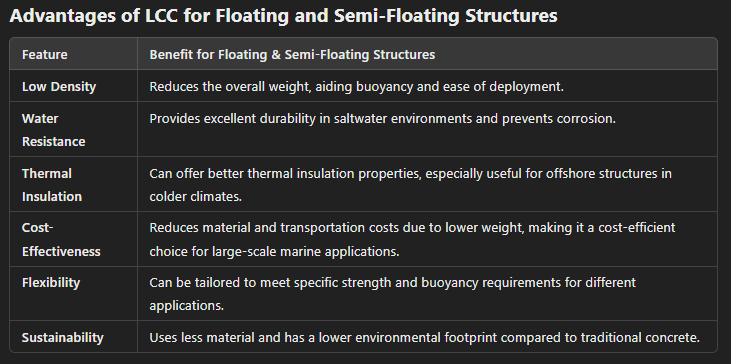 Advantages of LCC for Floating and Semi-Floating Structures
Feature Benefit for Floating & Semi-Floating Structures
Low Density Reduces the overall weight, aiding buoyancy and ease of deployment.
Water Provides excellent durability in saltwater environments and prevents corrosion.
Resistance
Thermal Can offer better thermal insulation properties, especially useful for offshore structures in
Insulation colder climates.
Cost- Reduces material and transportation costs due to lower weight, making it a cost-efficient
Effectiveness choice for large-scale marine applications.
Flexibility Can be tailored to meet specific strength and buoyancy requirements for different
applications.
Sustainability Uses less material and has a lower environmental footprint compared to traditional concrete.